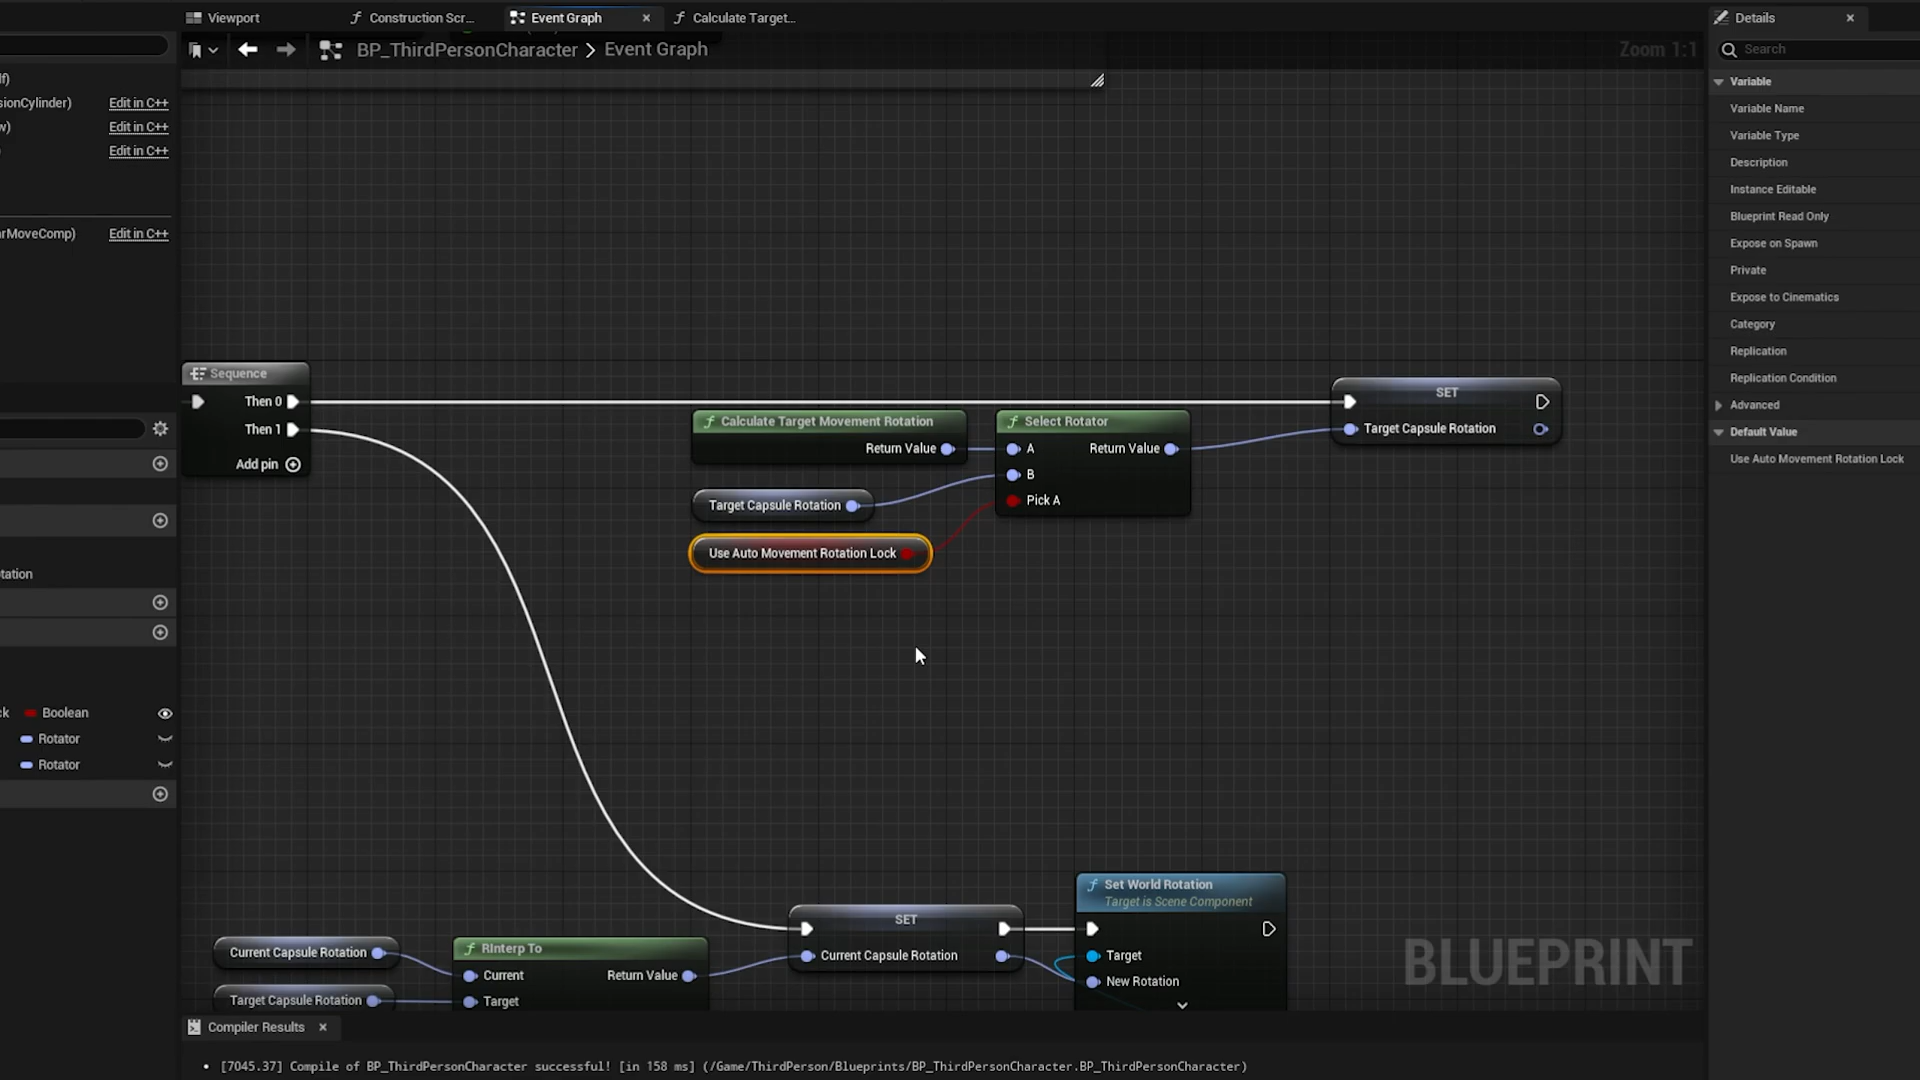 Viewport
Construction Scr...
Event Graph
Calculate Target...
Details
BP_ThirdPersonCharacter > Event Graph
Zoom 1:1
Search
lf)
sionCylinder) Edit in C++
w) Edit in C++
Edit in C++
arMoveComp) Edit in C++
Variable
Variable Name
Variable Type
Description
Instance Editable
Blueprint Read Only
Expose on Spawn
Private
Expose to Cinematics
Category
Replication
Replication Condition
Advanced
Default Value
Use Auto Movement Rotation Lock
Sequence
Then 0
Then 1
Add pin
Calculate Target Movement Rotation
Return Value
Select Rotator
A Return Value
B
Pick A
SET
Target Capsule Rotation
Target Capsule Rotation
Use Auto Movement Rotation Lock
otation
ck Boolean
Rotator
Rotator
SET
Current Capsule Rotation
Set World Rotation
Target is Scene Component
Target
New Rotation
Current Capsule Rotation
Target Capsule Rotation
RInterp To
Current Return Value
Target
BLUEPRINT
Compiler Results
[7045.37] Compile of BP_ThirdPersonCharacter successful! [in 158 ms] (/Game/ThirdPerson/Blueprints/BP_ThirdPersonCharacter.BP_ThirdPersonCharacter)